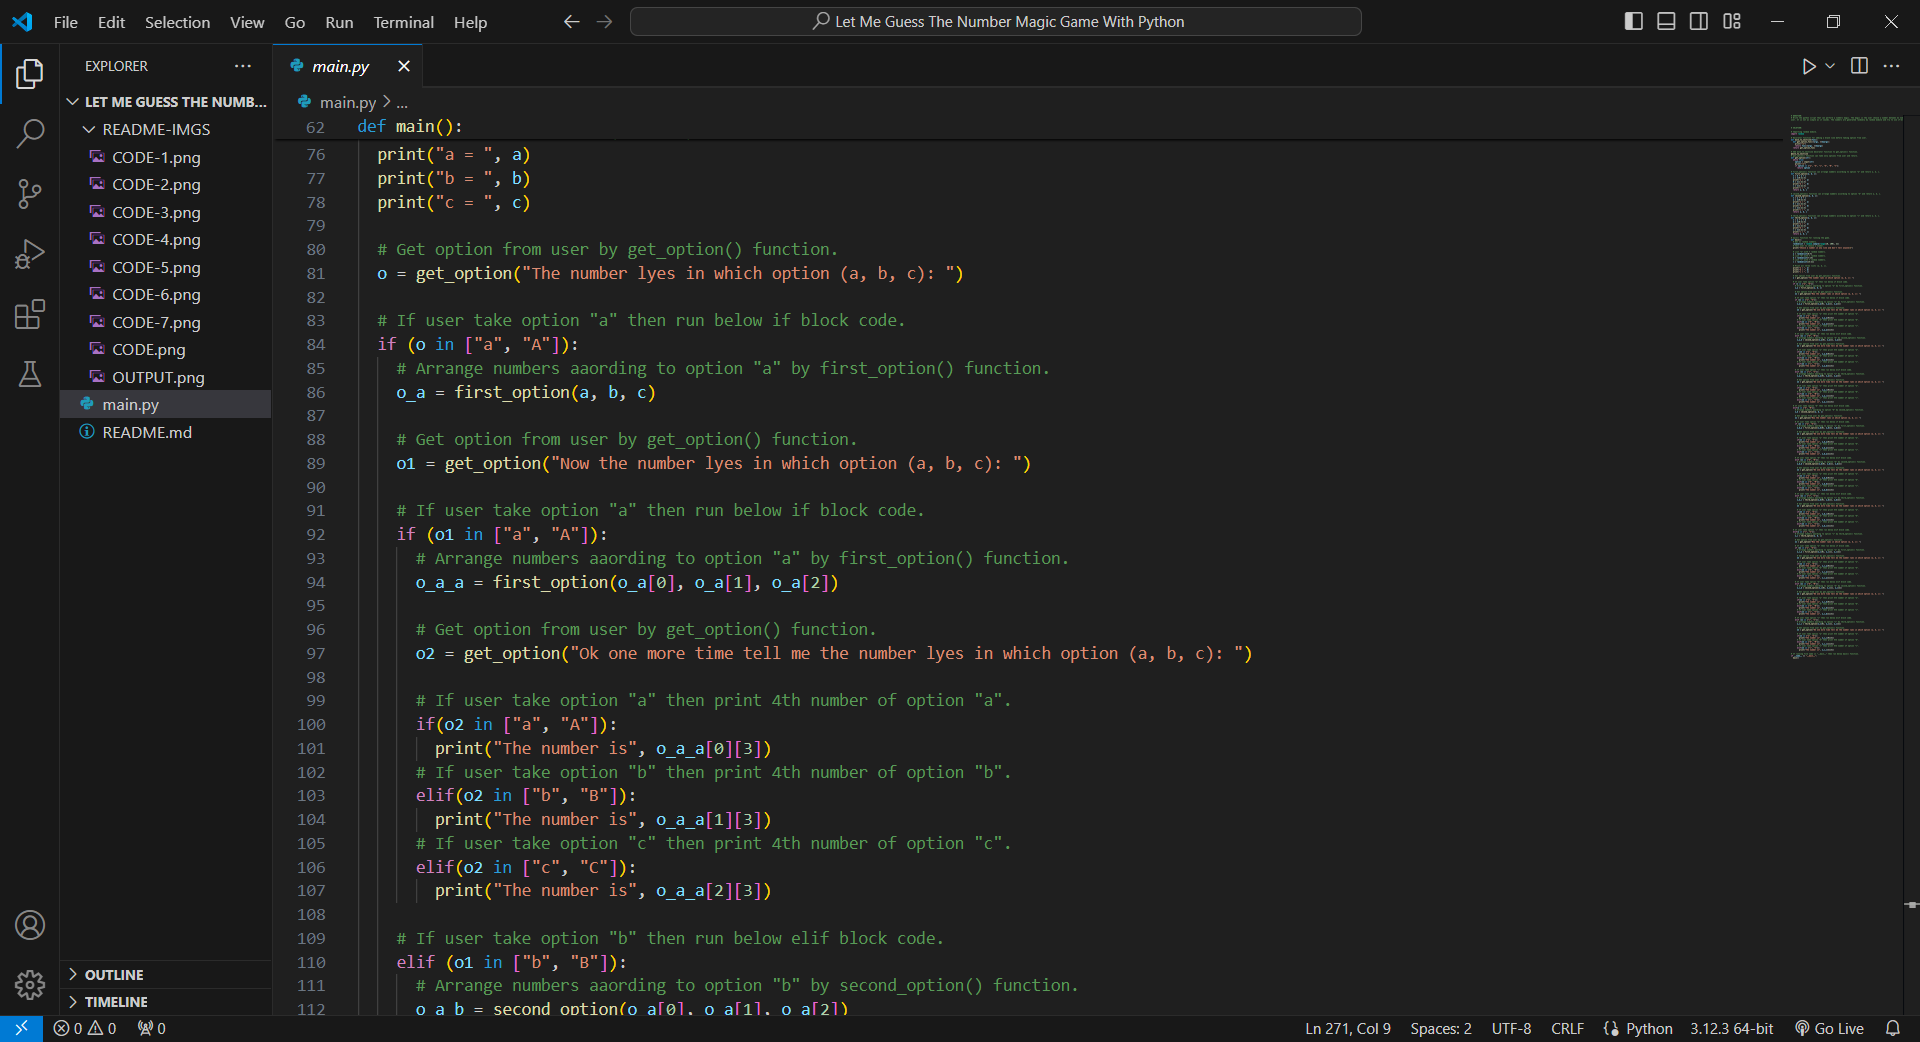 File Edit Selection View Go Run Terminal Help
Let Me Guess The Number Magic Game With Python
EXPLORER
LET ME GUESS THE NUMB...
README-IMGS
CODE-1.png
CODE-2.png
CODE-3.png
CODE-4.png
CODE-5.png
CODE-6.png
CODE-7.png
CODE.png
OUTPUT.png
main.py
README.md
OUTLINE
TIMELINE
main.py
main.py > ...
62 def main():
76 print("a = ", a)
77 print("b = ", b)
78 print("c = ", c)
79
80 # Get option from user by get_option() function.
81 o = get_option("The number lyes in which option (a, b, c): ")
82
83 # If user take option "a" then run below if block code.
84 if (o in ["a", "A"]):
85 # Arrange numbers aaording to option "a" by first_option() function.
86 o_a = first_option(a, b, c)
87
88 # Get option from user by get_option() function.
89 o1 = get_option("Now the number lyes in which option (a, b, c): ")
90
91 # If user take option "a" then run below if block code.
92 if (o1 in ["a", "A"]):
93 # Arrange numbers aaording to option "a" by first_option() function.
94 o_a_a = first_option(o_a[0], o_a[1], o_a[2])
95
96 # Get option from user by get_option() function.
97 o2 = get_option("Ok one more time tell me the number lyes in which option (a, b, c): ")
98
99 # If user take option "a" then print 4th number of option "a".
100 if(o2 in ["a", "A"]):
101 print("The number is", o_a_a[0][3])
102 # If user take option "b" then print 4th number of option "b".
103 elif(o2 in ["b", "B"]):
104 print("The number is", o_a_a[1][3])
105 # If user take option "c" then print 4th number of option "c".
106 elif(o2 in ["c", "C"]):
107 print("The number is", o_a_a[2][3])
108
109 # If user take option "b" then run below elif block code.
110 elif (o1 in ["b", "B"]):
111 # Arrange numbers aaording to option "b" by second_option() function.
112 o_a_b = second_option(o_a[0], o_a[1], o_a[2])
0 0 0
Ln 271, Col 9 Spaces: 2 UTF-8 CRLF Python 3.12.3 64-bit Go Live